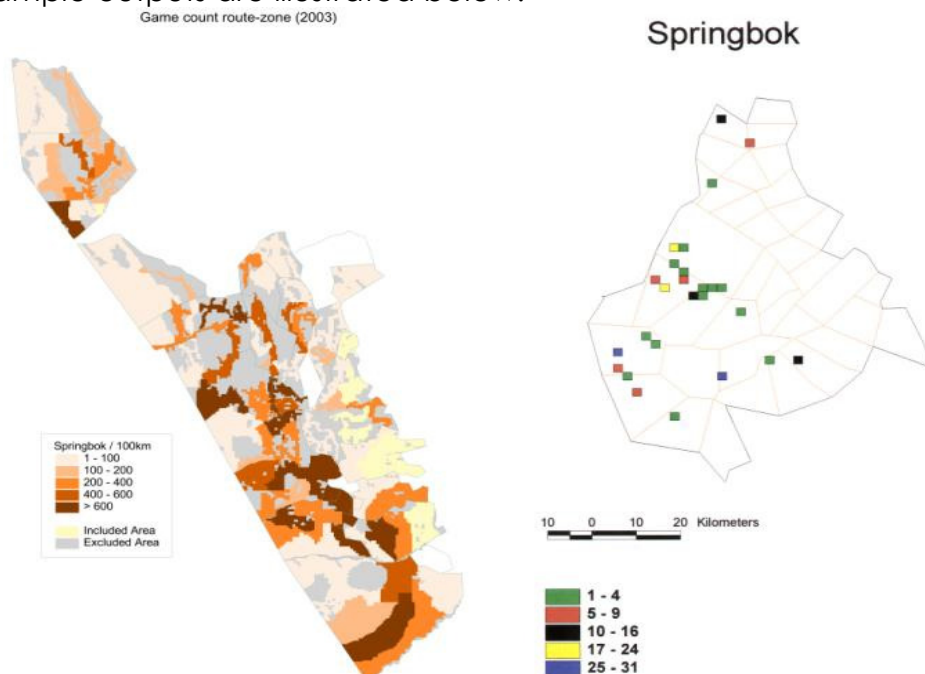 Game count route-zone (2003)
Springbok
Springbok / 100km
1 - 100
100 - 200
200 - 400
400 - 600
> 600
Included Area
Excluded Area
10 0 10 20 Kilometers
1 - 4
5 - 9
10 - 16
17 - 24
25 - 31